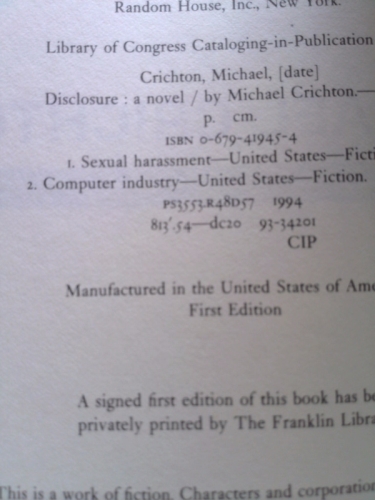 Random House, Inc., New York.
Library of Congress Cataloging-in-Publication
Crichton, Michael, [date]
Disclosure : a novel / by Michael Crichton.—
p. cm.
ISBN 0-679-41945-4
1. Sexual harassment—United States—Ficti
2. Computer industry—United States—Fiction.
PS3553.R48D57 1994
813'.54—dc20 93-34201
CIP
Manufactured in the United States of Ame
First Edition
A signed first edition of this book has be
privately printed by The Franklin Libra
This is a work of fiction. Characters and corporation